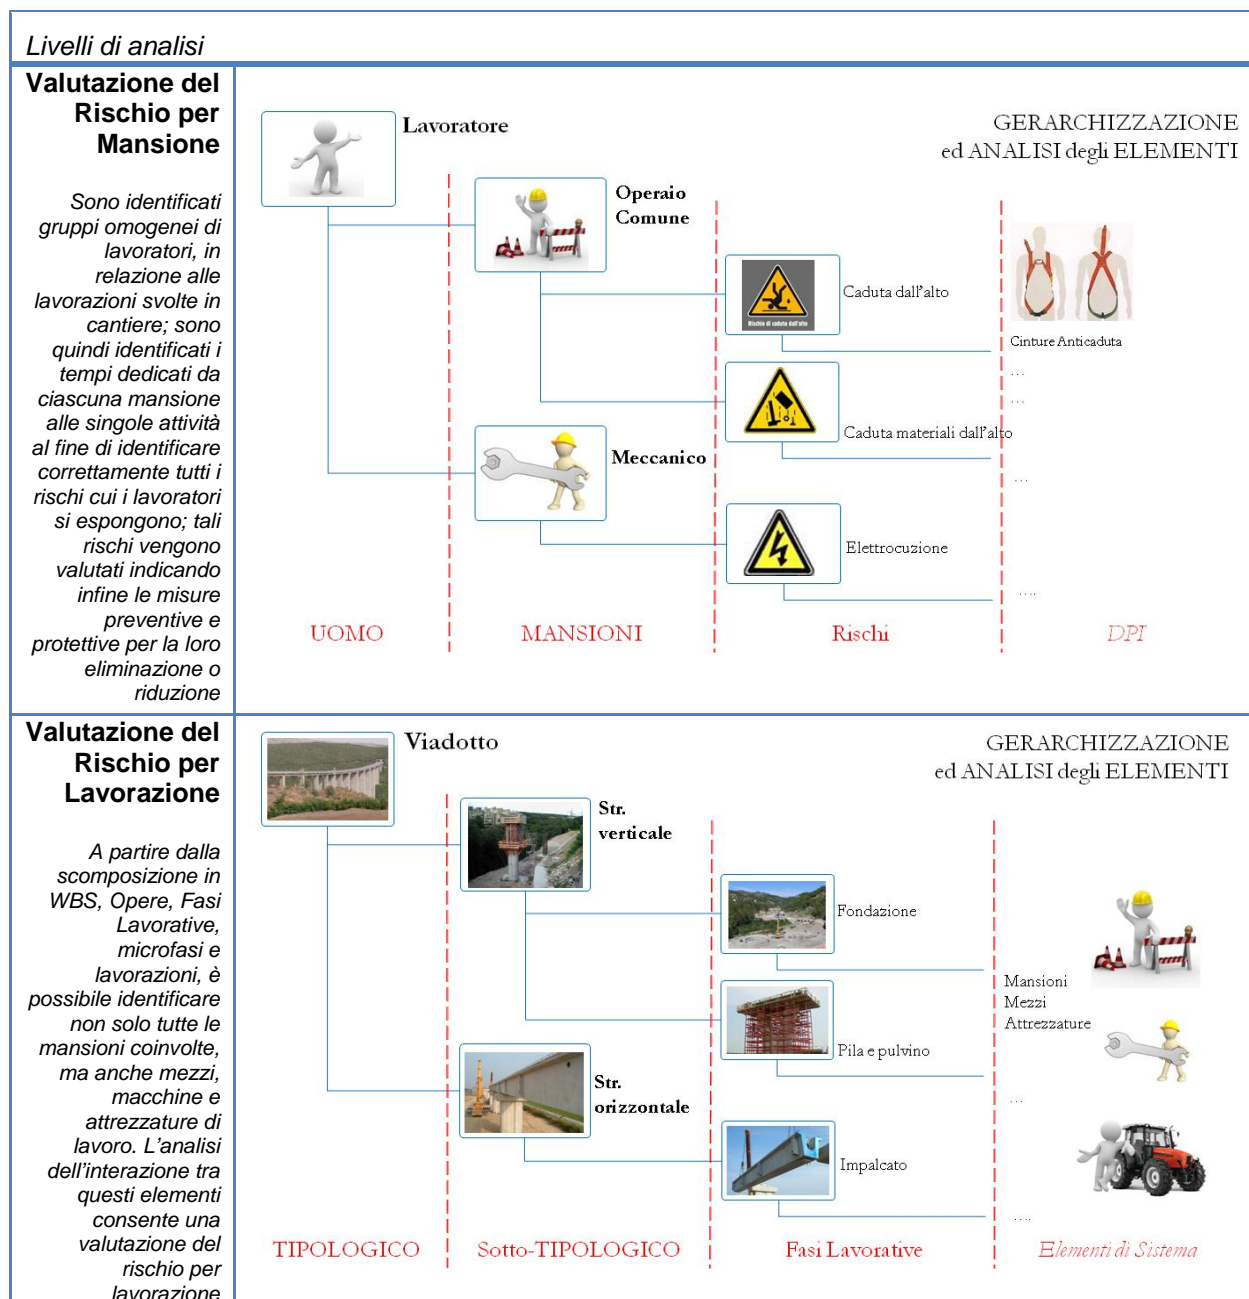 Livelli di analisi
Valutazione del
Rischio per
Mansione
Sono identificati
gruppi omogenei di
lavoratori, in
relazione alle
lavorazioni svolte in
cantiere; sono
quindi identificati i
tempi dedicati da
ciascuna mansione
alle singole attività
al fine di identificare
correttamente tutti i
rischi cui i lavoratori
si espongono; tali
rischi vengono
valutati indicando
infine le misure
preventive e
protettive per la loro
eliminazione o
riduzione
Lavoratore
GERARCHIZZAZIONE
ed ANALISI degli ELEMENTI
Operaio
Comune
Rischio di caduta dall'alto
Caduta dall'alto
Cinture Anticaduta
...
...
Caduta materiali dall'alto
Meccanico
...
Elettrocuzione
....
UOMO
MANSIONI
Rischi
DPI
Valutazione del
Rischio per
Lavorazione
A partire dalla
scomposizione in
WBS, Opere, Fasi
Lavorative,
microfasi e
lavorazioni, è
possibile identificare
non solo tutte le
mansioni coinvolte,
ma anche mezzi,
macchine e
attrezzature di
lavoro. L'analisi
dell'interazione tra
questi elementi
consente una
valutazione del
rischio per
lavorazione
Viadotto
GERARCHIZZAZIONE
ed ANALISI degli ELEMENTI
Str.
verticale
Fondazione
Mansioni
Mezzi
Attrezzature
Pila e pulvino
Str.
orizzontale
...
Impalcato
....
TIPOLOGICO
Sotto-TIPOLOGICO
Fasi Lavorative
Elementi di Sistema